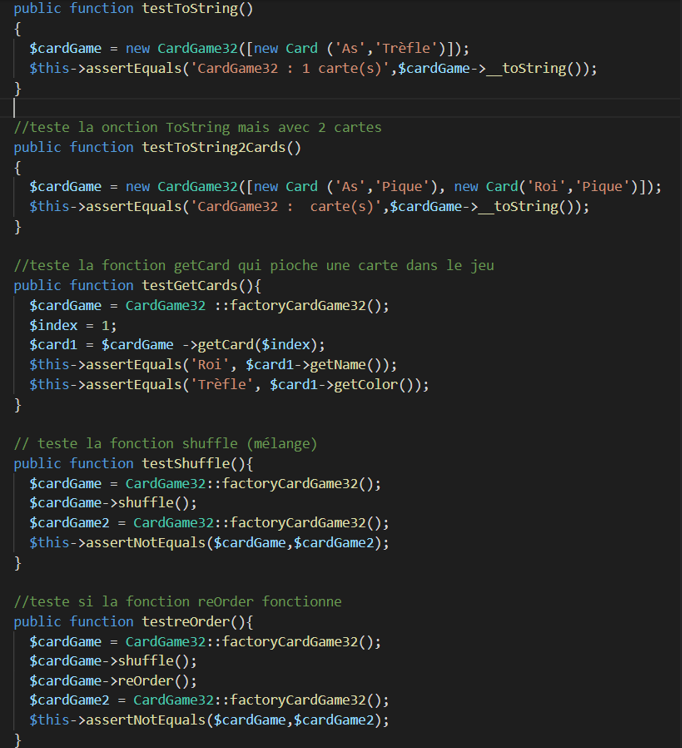 public function testToString()
{
$cardGame = new CardGame32([new Card ('As','Trèfle')]);
$this->assertEquals('CardGame32 : 1 carte(s)',$cardGame->__toString());
}
//teste la onction ToString mais avec 2 cartes
public function testToString2Cards()
{
$cardGame = new CardGame32([new Card ('As','Pique'), new Card('Roi','Pique')]);
$this->assertEquals('CardGame32 :  carte(s)',$cardGame->__toString());
}
//teste la fonction getCard qui pioche une carte dans le jeu
public function testGetCards(){
$cardGame = CardGame32 ::factoryCardGame32();
$index = 1;
$card1 = $cardGame ->getCard($index);
$this->assertEquals('Roi', $card1->getName());
$this->assertEquals('Trèfle', $card1->getColor());
}
// teste la fonction shuffle (mélange)
public function testShuffle(){
$cardGame = CardGame32::factoryCardGame32();
$cardGame->shuffle();
$cardGame2 = CardGame32::factoryCardGame32();
$this->assertNotEquals($cardGame,$cardGame2);
}
//teste si la fonction reOrder fonctionne
public function testreOrder(){
$cardGame = CardGame32::factoryCardGame32();
$cardGame->shuffle();
$cardGame->reOrder();
$cardGame2 = CardGame32::factoryCardGame32();
$this->assertNotEquals($cardGame,$cardGame2);
}